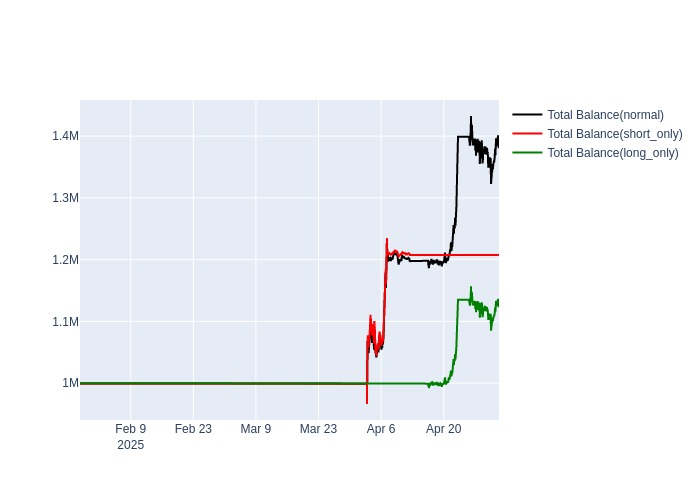 Total Balance(normal)
Total Balance(short_only)
Total Balance(long_only)
1.4M
1.3M
1.2M
1.1M
1M
Feb 9
2025
Feb 23
Mar 9
Mar 23
Apr 6
Apr 20